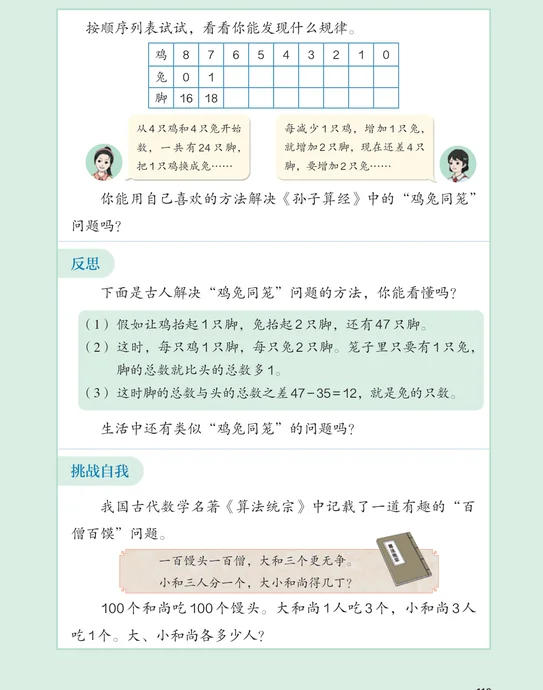 按顺序列表试试，看看你能发现什么规律。
鸡 8 7 6 5 4 3 2 1 0
兔 0 1
脚 16 18
从4只鸡和4只兔开始
数，一共有24只脚，
把1只鸡换成兔……
每减少1只鸡，增加1只兔，
就增加2只脚，现在还差4只
脚，要增加2只兔……
你能用自己喜欢的方法解决《孙子算经》中的“鸡兔同笼”
问题吗？
反思
下面是古人解决“鸡兔同笼”问题的方法，你能看懂吗？
（1）假如让鸡抬起1只脚，兔抬起2只脚，还有47只脚。
（2）这时，每只鸡1只脚，每只兔2只脚。笼子里只要有1只兔，
脚的总数就比头的总数多1。
（3）这时脚的总数与头的总数之差47－35＝12，就是兔的只数。
生活中还有类似“鸡兔同笼”的问题吗？
挑战自我
我国古代数学名著《算法统宗》中记载了一道有趣的“百
僧百馍”问题。
一百馒头一百僧，大和三个更无争。
小和三人分一个，大小和尚得几丁？
100个和尚吃100个馒头。大和尚1人吃3个，小和尚3人
吃1个。大、小和尚各多少人？